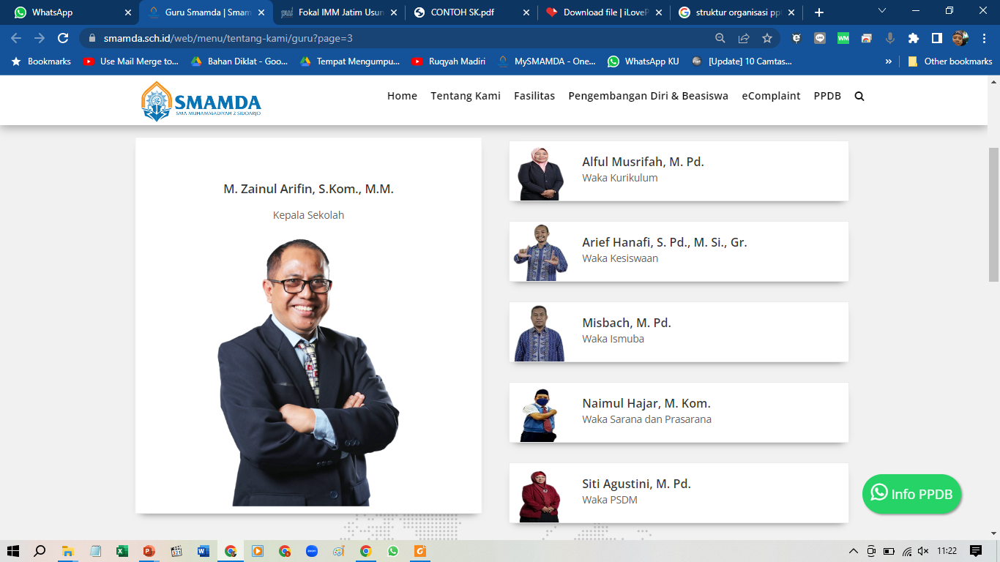 WhatsApp
Guru Smamda | Smam
Fokal IMM Jatim Usun
CONTOH SK.pdf
Download file | iLoveP
struktur organisasi ppt
smamda.sch.id/web/menu/tentang-kami/guru?page=3
Bookmarks
Use Mail Merge to...
Bahan Diklat - Goo...
Tempat Mengumpu...
Ruqyah Madiri
MySMAMDA - One...
WhatsApp KU
[Update] 10 Camtas...
»
Other bookmarks
SMAMDA
SMA MUHAMMADIYAH 2 SIDOARJO
Home
Tentang Kami
Fasilitas
Pengembangan Diri & Beasiswa
eComplaint
PPDB
M. Zainul Arifin, S.Kom., M.M.
Kepala Sekolah
Alful Musrifah, M. Pd.
Waka Kurikulum
Arief Hanafi, S. Pd., M. Si., Gr.
Waka Kesiswaan
Misbach, M. Pd.
Waka Ismuba
Naimul Hajar, M. Kom.
Waka Sarana dan Prasarana
Siti Agustini, M. Pd.
Waka PSDM
Info PPDB
11:22